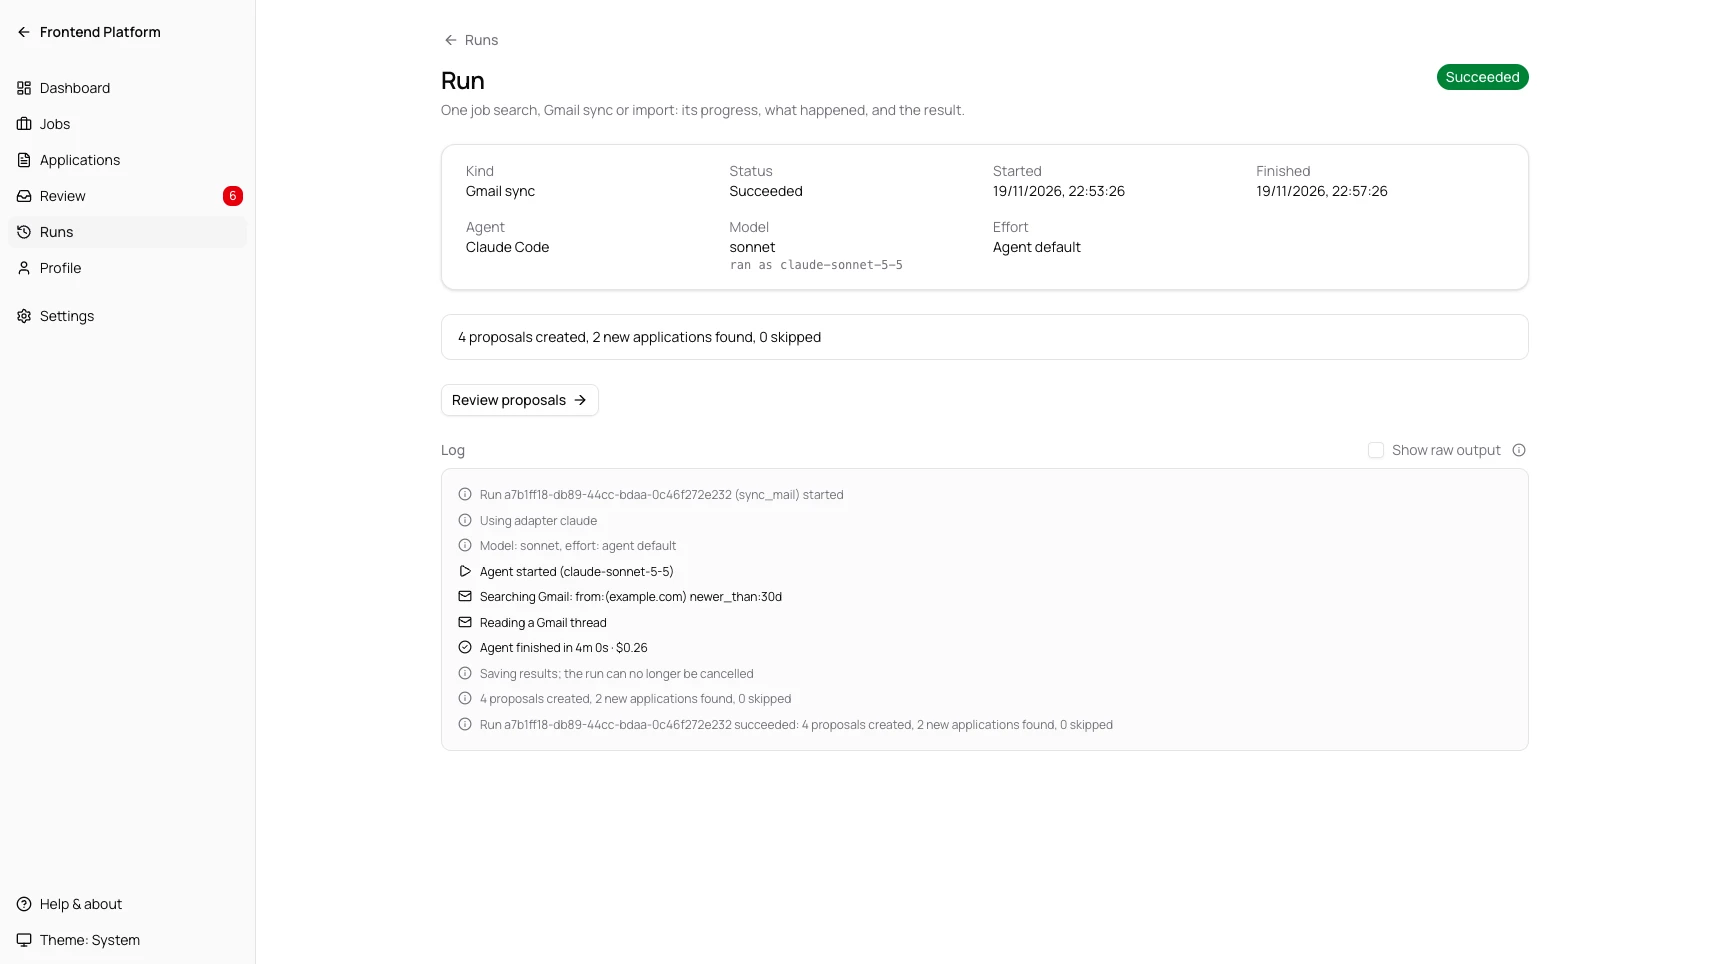 Frontend Platform
Dashboard
Jobs
Applications
Review 6
Runs
Profile
Settings
Help & about
Theme: System
Runs
Run
Succeeded
One job search, Gmail sync or import: its progress, what happened, and the result.
Kind
Gmail sync
Status
Succeeded
Started
19/11/2026, 22:53:26
Finished
19/11/2026, 22:57:26
Agent
Claude Code
Model
sonnet
ran as claude-sonnet-5-5
Effort
Agent default
4 proposals created, 2 new applications found, 0 skipped
Review proposals
Log
Show raw output
Run a7b1ff18-db89-44cc-bdaa-0c46f272e232 (sync_mail) started
Using adapter claude
Model: sonnet, effort: agent default
Agent started (claude-sonnet-5-5)
Searching Gmail: from:(example.com) newer_than:30d
Reading a Gmail thread
Agent finished in 4m 0s · $0.26
Saving results; the run can no longer be cancelled
4 proposals created, 2 new applications found, 0 skipped
Run a7b1ff18-db89-44cc-bdaa-0c46f272e232 succeeded: 4 proposals created, 2 new applications found, 0 skipped